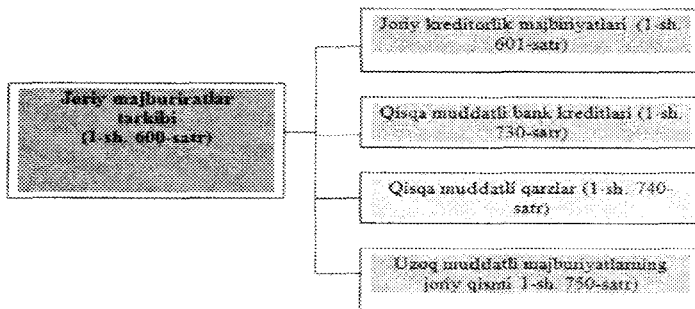 Joriy majburiyatlar
tarkibi
(1-sh. 600-satr)
Joriy kreditorlik majburiyatlari (1-sh.
601-satr)
Qisqa muddatli bank kreditlari (1-sh.
730-satr)
Qisqa muddatli qarzlar (1-sh. 740-
satr)
Uzoq muddatli majburiyatlarning
joriy qismi 1-sh. 750-satr)